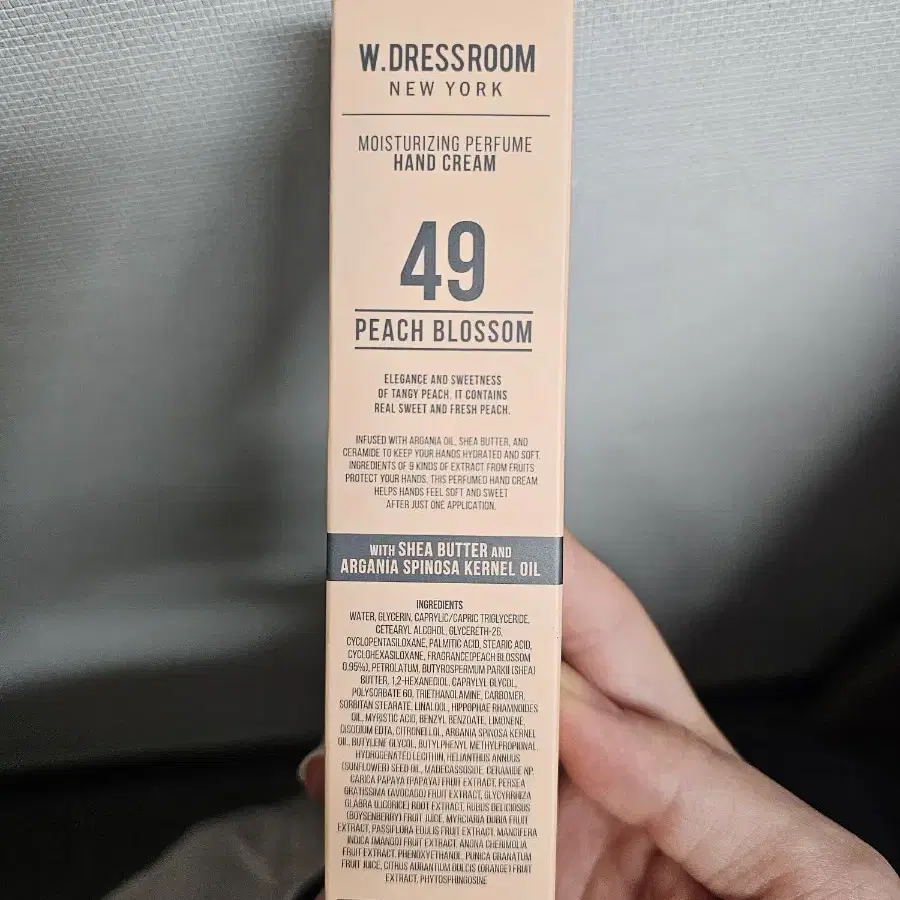 W.DRESSROOM
NEW YORK
MOISTURIZING PERFUME
HAND CREAM
49
PEACH BLOSSOM
ELEGANCE AND SWEETNESS
OF TANGY PEACH. IT CONTAINS
REAL SWEET AND FRESH PEACH.
INFUSED WITH ARGANIA OIL, SHEA BUTTER, AND
CERAMIDE TO KEEP YOUR HANDS HYDRATED AND SOFT.
INGREDIENTS OF 9 KINDS OF EXTRACT FROM FRUITS
PROTECT YOUR HANDS. THIS PERFUMED HAND CREAM
HELPS HANDS FEEL SOFT AND SWEET
AFTER JUST ONE APPLICATION.
WITH SHEA BUTTER AND
ARGANIA SPINOSA KERNEL OIL
INGREDIENTS
WATER, GLYCERIN, CAPRYLIC/CAPRIC TRIGLYCERIDE,
CETEARYL ALCOHOL, GLYCERETH-26,
CYCLOPENTASILOXANE, PALMITIC ACID, STEARIC ACID,
CYCLOHEXASILOXANE, FRAGRANCE(PEACH BLOSSOM
0.95%), PETROLATUM, BUTYROSPERMUM PARKII (SHEA)
BUTTER, 1,2-HEXANEDIOL, CAPRYLYL GLYCOL,
POLYSORBATE 60, TRIETHANOLAMINE, CARBOMER,
SORBITAN STEARATE, LINALOOL, HIPPOPHAE RHAMNOIDES
OIL, MYRISTIC ACID, BENZYL BENZOATE, LIMONENE,
DISODIUM EDTA, CITRONELLOL, ARGANIA SPINOSA KERNEL
OIL, BUTYLENE GLYCOL, BUTYLPHENYL METHYLPROPIONAL,
HYDROGENATED LECITHIN, HELIANTHUS ANNUUS
(SUNFLOWER) SEED OIL, MADECASSOSIDE, CERAMIDE NP,
CARICA PAPAYA (PAPAYA) FRUIT EXTRACT, PERSEA
GRATISSIMA (AVOCADO) FRUIT EXTRACT, GLYCYRRHIZA
GLABRA (LICORICE) ROOT EXTRACT, RUBUS DELICIOSUS
(BOYSENBERRY) FRUIT JUICE, MYRCIARIA DUBIA FRUIT
EXTRACT, PASSIFLORA EDULIS FRUIT EXTRACT, MANGIFERA
INDICA (MANGO) FRUIT EXTRACT, ANONA CHERIMOLIA
FRUIT EXTRACT, PHENOXYETHANOL, PUNICA GRANATUM
FRUIT JUICE, CITRUS AURANTIUM DULCIS (ORANGE) FRUIT
EXTRACT, PHYTOSPHINGOSINE